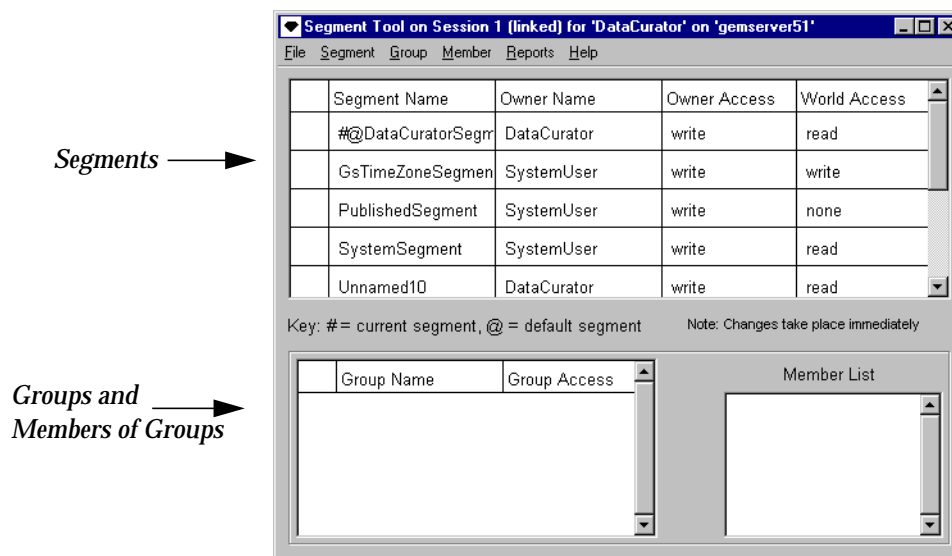 Segment Tool on Session 1 (linked) for 'DataCurator' on 'gemserver51'
File Segment Group Member Reports Help
Segment Name Owner Name Owner Access World Access
#@DataCuratorSegm DataCurator write read
GsTimeZoneSegmen SystemUser write write
PublishedSegment SystemUser write none
SystemSegment SystemUser write read
Unnamed10 DataCurator write read
Segments
Key: # = current segment, @ = default segment Note: Changes take place immediately
Group Name Group Access Member List
Groups and
Members of Groups